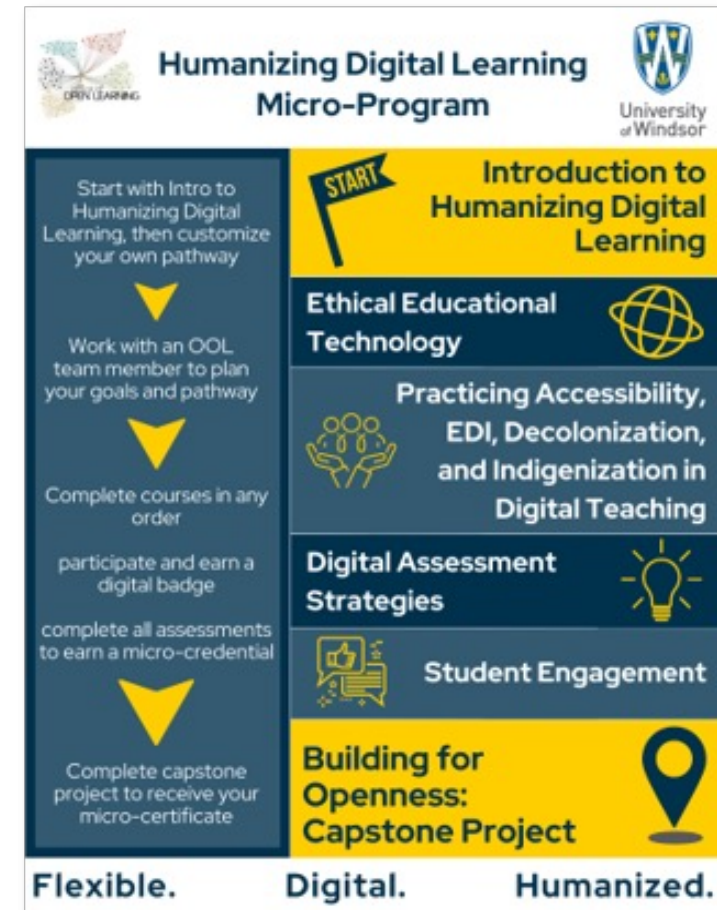 OPEN LEARNING
Humanizing Digital Learning
Micro-Program
University
of Windsor
Start with Intro to
Humanizing Digital
Learning, then customize
your own pathway
Work with an OOL
team member to plan
your goals and pathway
Complete courses in any
order
participate and earn a
digital badge
complete all assessments
to earn a micro-credential
Complete capstone
project to receive your
micro-certificate
START
Introduction to
Humanizing Digital
Learning
Ethical Educational
Technology
Practicing Accessibility,
EDI, Decolonization,
and Indigenization in
Digital Teaching
Digital Assessment
Strategies
Student Engagement
Building for
Openness:
Capstone Project
Flexible. Digital. Humanized.